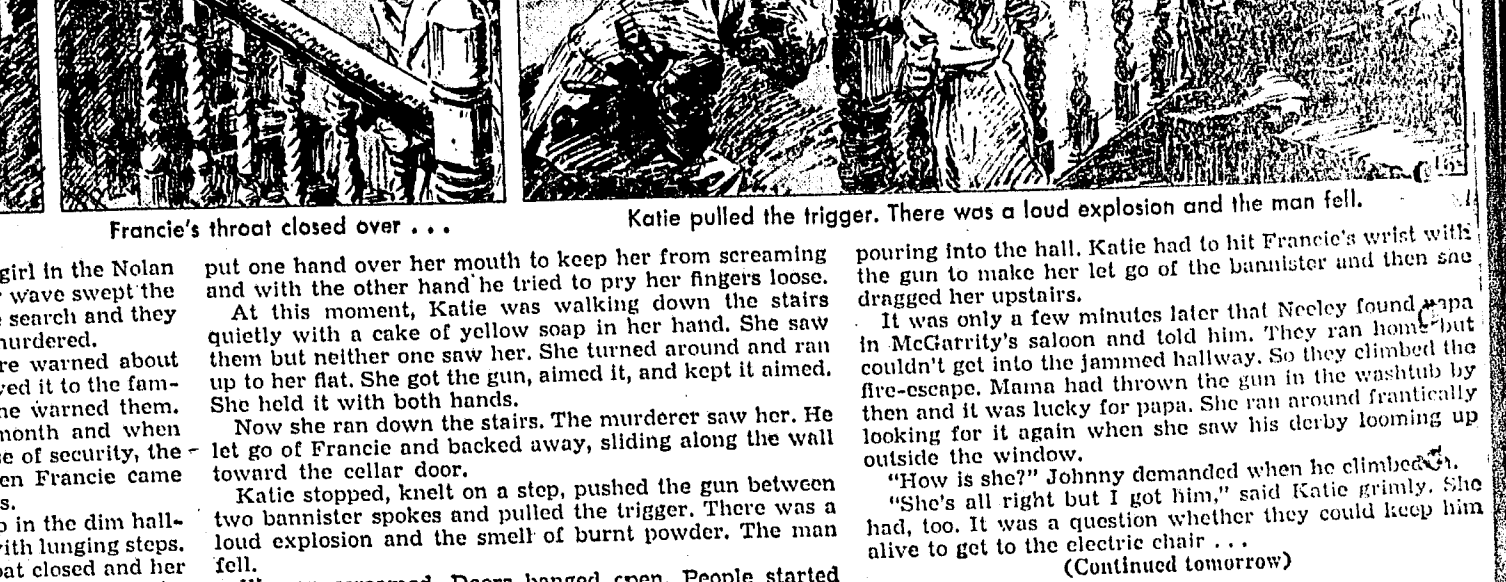 Francie's throat closed over . . .
Katie pulled the trigger. There was a loud explosion and the man fell.
girl in the Nolan
wave swept the
search and they
murdered.
re warned about
ved it to the fam-
he warned them.
month and when
se of security, the
en Francie came
s.
in the dim hall-
ith lunging steps.
oat closed and her
put one hand over her mouth to keep her from screaming
and with the other hand he tried to pry her fingers loose.
At this moment, Katie was walking down the stairs
quietly with a cake of yellow soap in her hand. She saw
them but neither one saw her. She turned around and ran
up to her flat. She got the gun, aimed it, and kept it aimed.
She held it with both hands.
Now she ran down the stairs. The murderer saw her. He
let go of Francie and backed away, sliding along the wall
toward the cellar door.
Katie stopped, knelt on a step, pushed the gun between
two bannister spokes and pulled the trigger. There was a
loud explosion and the smell of burnt powder. The man
fell.
screamed. Doors banged open. People started
pouring into the hall. Katie had to hit Francie's wrist with
the gun to make her let go of the bannister and then she
dragged her upstairs.
It was only a few minutes later that Neeley found papa
in McGarrity's saloon and told him. They ran home but
couldn't get into the jammed hallway. So they climbed the
fire-escape. Mama had thrown the gun in the washtub by
then and it was lucky for papa. She ran around frantically
looking for it again when she saw his derby looming up
outside the window.
"How is she?" Johnny demanded when he climbed
"She's all right but I got him," said Katie grimly. She
had, too. It was a question whether they could keep him
alive to get to the electric chair . . .
(Continued tomorrow)